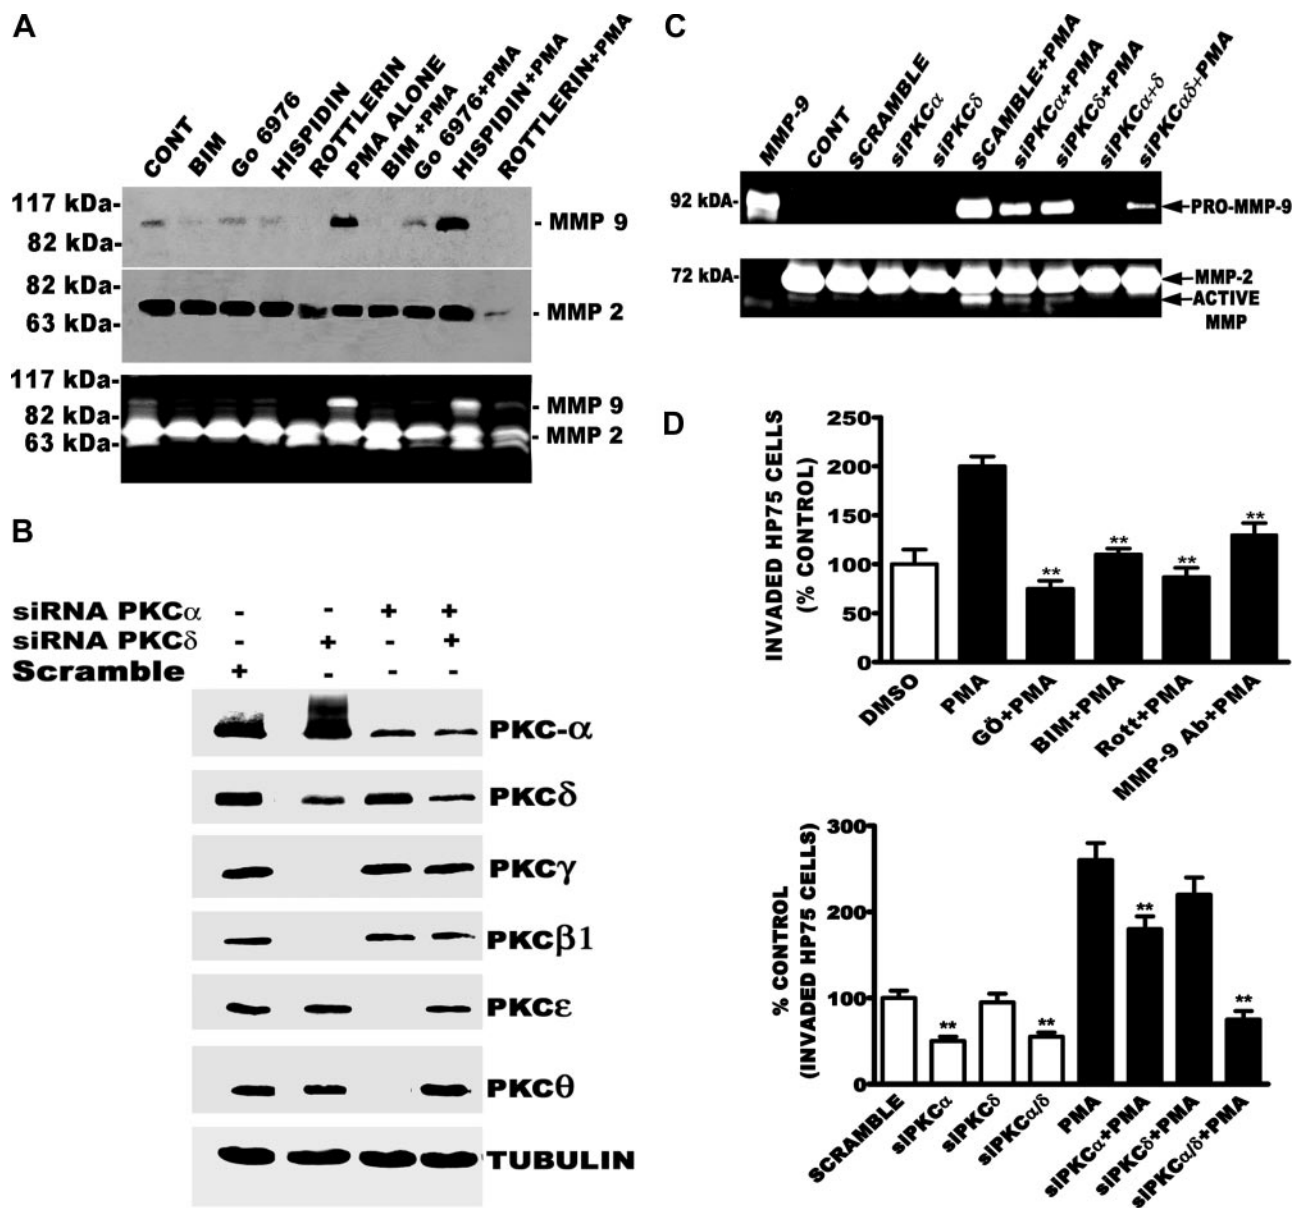 A
CONT
BIM
Go 6976
HISPIDIN
ROTTLERIN
PMA ALONE
BIM +PMA
Go 6976+PMA
HISPIDIN+PMA
ROTTLERIN+PMA
117 kDa-
82 kDa-
- MMP 9
82 kDa-
63 kDa-
- MMP 2
117 kDa-
82 kDa-
63 kDa-
- MMP 9
- MMP 2
B
siRNA PKCα - - + +
siRNA PKCδ - + - +
Scramble + - - -
PKC-α
PKCδ
PKCγ
PKCβ1
PKCε
PKCθ
TUBULIN
C
MMP-9
CONT
SCRAMBLE
siPKCα
siPKCδ
SCAMBLE+PMA
siPKCα+PMA
siPKCδ+PMA
siPKCα+δ
siPKCαδ+PMA
92 kDA-
PRO-MMP-9
72 kDA-
MMP-2
ACTIVE
MMP
D
INVADED HP75 CELLS
(% CONTROL)
250
200
150
100
50
0
** ** ** **
DMSO
PMA
GÖ+PMA
BIM+PMA
Rott+PMA
MMP-9 Ab+PMA
% CONTROL
(INVADED HP75 CELLS)
300
200
100
0
** ** ** **
SCRAMBLE
siPKCα
siPKCδ
siPKCα/δ
PMA
siPKCα+PMA
siPKCδ+PMA
siPKCα/δ+PMA